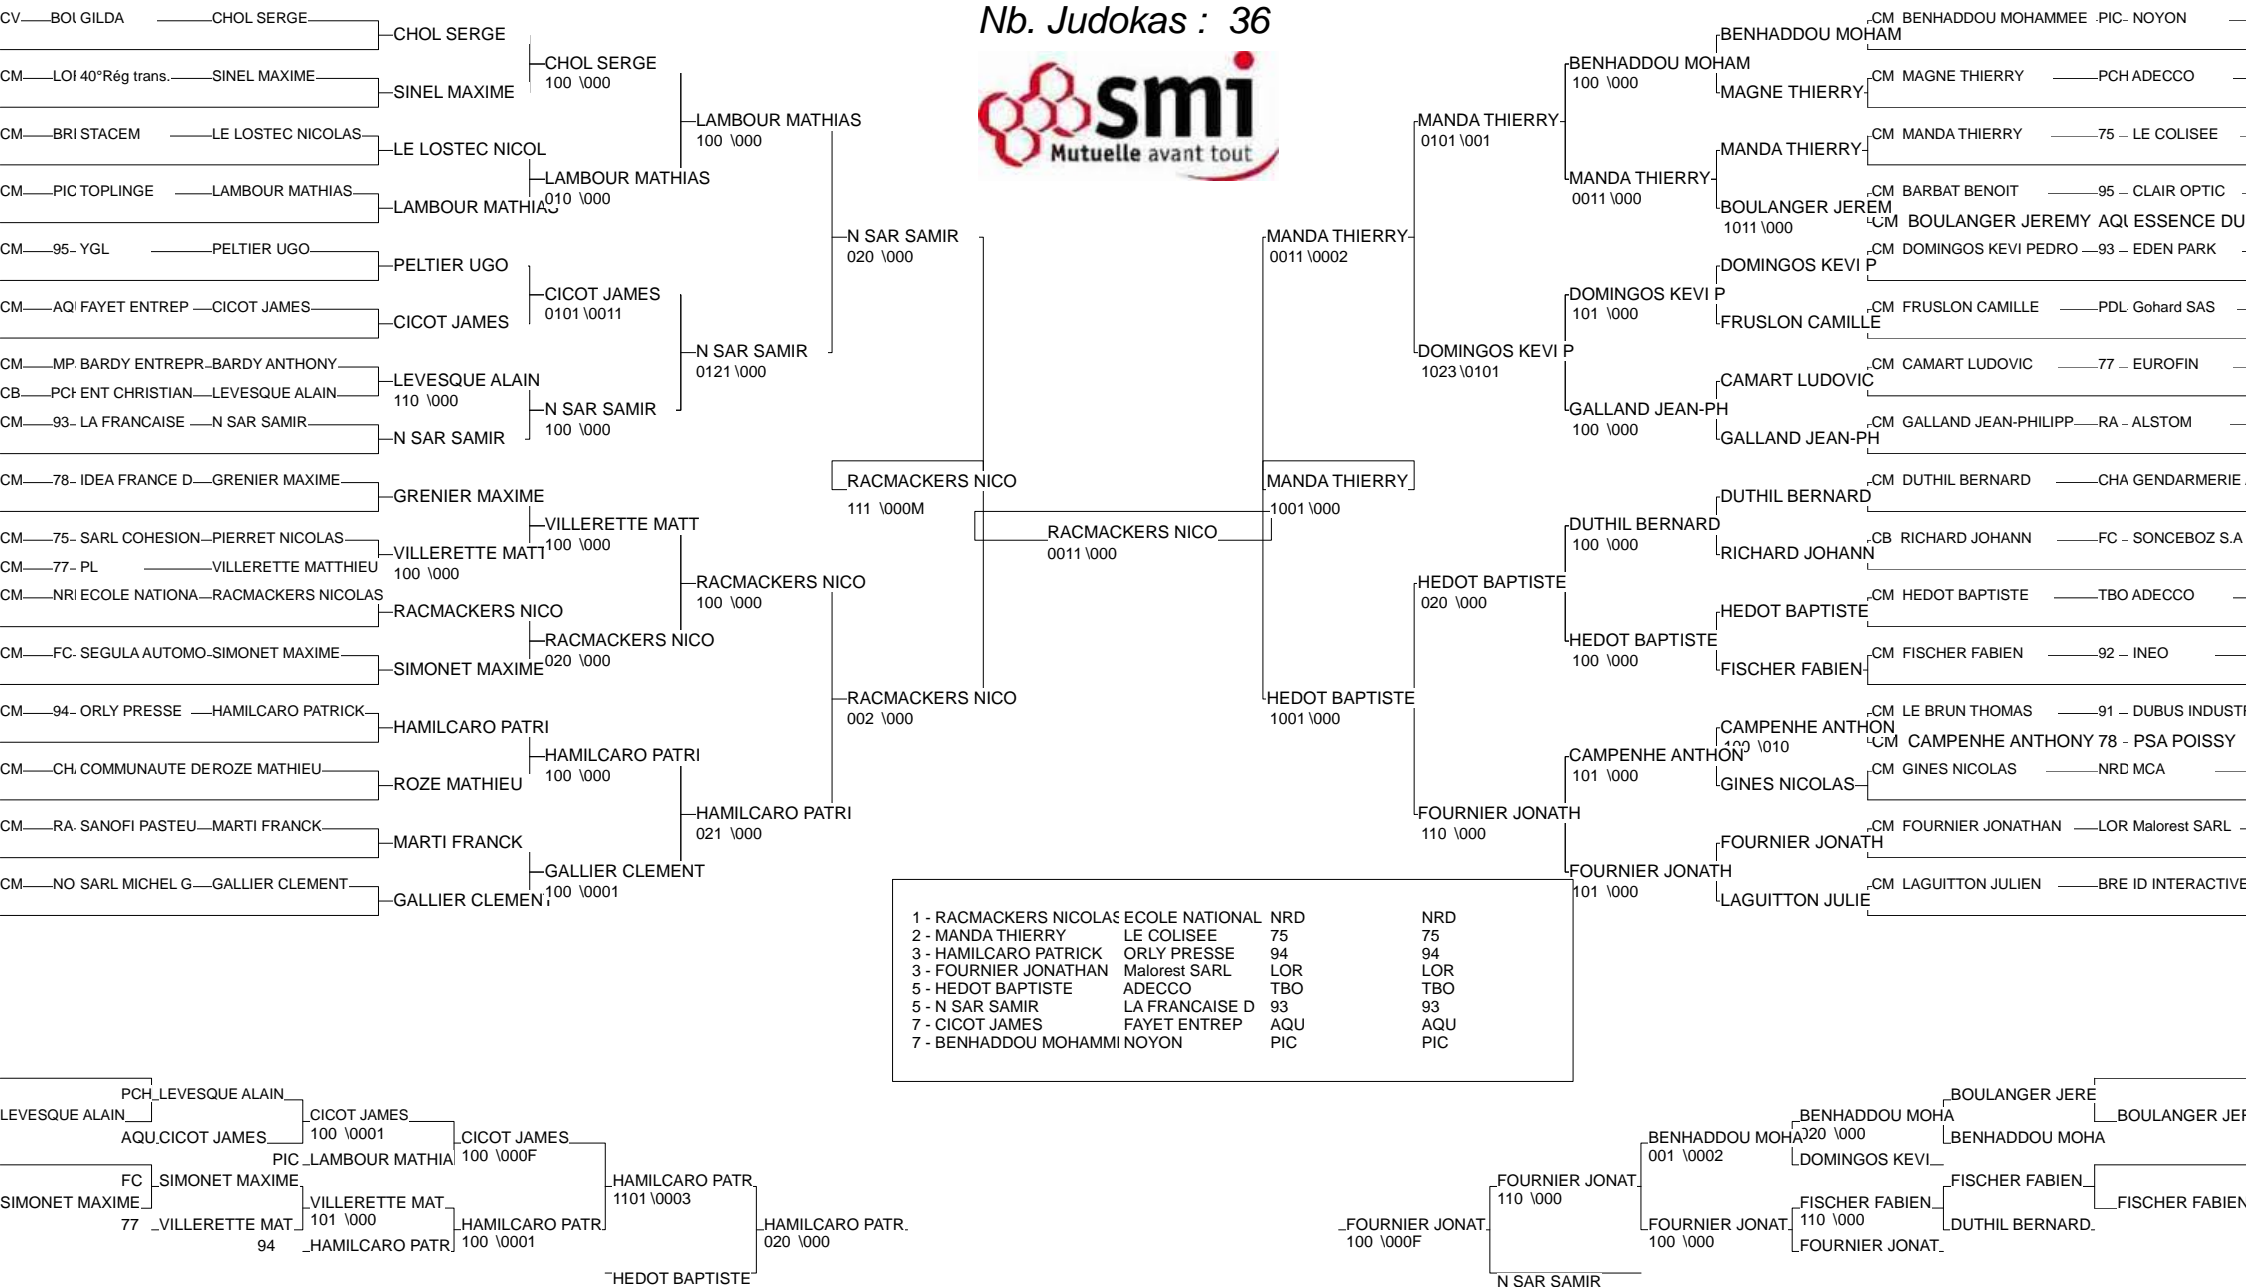 Nb. Judokas : 36
smi
Mutuelle avant tout
CV BOU GILDA CHOL SERGE
CM LOR 40°Rég trans. SINEL MAXIME
CM BRE STACEM LE LOSTEC NICOLAS
CM PIC TOPLINGE LAMBOUR MATHIAS
CM 95 YGL PELTIER UGO
CM AQU FAYET ENTREP CICOT JAMES
CM MP BARDY ENTREPR BARDY ANTHONY
CB PCH ENT CHRISTIAN LEVESQUE ALAIN
CM 93 LA FRANCAISE N SAR SAMIR
CM 78 IDEA FRANCE D GRENIER MAXIME
CM 75 SARL COHESION PIERRET NICOLAS
CM 77 PL VILLERETTE MATTHIEU
CM NRD ECOLE NATIONA RACMACKERS NICOLAS
CM FC SEGULA AUTOMO SIMONET MAXIME
CM 94 ORLY PRESSE HAMILCARO PATRICK
CM CHA COMMUNAUTE DE ROZE MATHIEU
CM RA SANOFI PASTEU MARTI FRANCK
CM NO SARL MICHEL G GALLIER CLEMENT
CHOL SERGE
SINEL MAXIME
LE LOSTEC NICOL
LAMBOUR MATHIAS
PELTIER UGO
CICOT JAMES
LEVESQUE ALAIN
110 \000
N SAR SAMIR
GRENIER MAXIME
VILLERETTE MATT
100 \000
RACMACKERS NICO
SIMONET MAXIME
HAMILCARO PATRI
ROZE MATHIEU
MARTI FRANCK
GALLIER CLEMENT
CHOL SERGE
100 \000
LAMBOUR MATHIAS
010 \000
CICOT JAMES
0101 \0011
N SAR SAMIR
100 \000
VILLERETTE MATT
100 \000
RACMACKERS NICO
020 \000
HAMILCARO PATRI
100 \000
GALLIER CLEMENT
100 \0001
LAMBOUR MATHIAS
100 \000
N SAR SAMIR
0121 \000
RACMACKERS NICO
100 \000
HAMILCARO PATRI
021 \000
N SAR SAMIR
020 \000
RACMACKERS NICO
002 \000
RACMACKERS NICO
111 \000M
RACMACKERS NICO
0011 \000
MANDA THIERRY
1001 \000
MANDA THIERRY
0011 \0002
HEDOT BAPTISTE
1001 \000
MANDA THIERRY
0101 \001
DOMINGOS KEVI P
1023 \0101
HEDOT BAPTISTE
020 \000
FOURNIER JONATH
110 \000
BENHADDOU MOHAM
100 \000
MANDA THIERRY
0011 \000
DOMINGOS KEVI P
101 \000
GALLAND JEAN-PH
100 \000
DUTHIL BERNARD
100 \000
HEDOT BAPTISTE
100 \000
CAMPENHE ANTHON
101 \000
FOURNIER JONATH
101 \000
BENHADDOU MOHAM
MAGNE THIERRY
MANDA THIERRY
BOULANGER JEREM
1011 \000
DOMINGOS KEVI P
FRUSLON CAMILLE
CAMART LUDOVIC
GALLAND JEAN-PH
DUTHIL BERNARD
RICHARD JOHANN
HEDOT BAPTISTE
FISCHER FABIEN
CAMPENHE ANTHON
100 \010
GINES NICOLAS
FOURNIER JONATH
LAGUITTON JULIE
CM BENHADDOU MOHAMMEE PIC NOYON
CM MAGNE THIERRY PCH ADECCO
CM MANDA THIERRY 75 LE COLISEE
CM BARBAT BENOIT 95 CLAIR OPTIC
CM BOULANGER JEREMY AQU ESSENCE DU
CM DOMINGOS KEVI PEDRO 93 EDEN PARK
CM FRUSLON CAMILLE PDL Gohard SAS
CM CAMART LUDOVIC 77 EUROFIN
CM GALLAND JEAN-PHILIPP RA ALSTOM
CM DUTHIL BERNARD CHA GENDARMERIE
CB RICHARD JOHANN FC SONCEBOZ S.A
CM HEDOT BAPTISTE TBO ADECCO
CM FISCHER FABIEN 92 INEO
CM LE BRUN THOMAS 91 DUBUS INDUST
CM CAMPENHE ANTHONY 78 - PSA POISSY
CM GINES NICOLAS NRD MCA
CM FOURNIER JONATHAN LOR Malorest SARL
CM LAGUITTON JULIEN BRE ID INTERACTIVE
1 - RACMACKERS NICOLAS ECOLE NATIONAL NRD NRD
2 - MANDA THIERRY LE COLISEE 75 75
3 - HAMILCARO PATRICK ORLY PRESSE 94 94
3 - FOURNIER JONATHAN Malorest SARL LOR LOR
5 - HEDOT BAPTISTE ADECCO TBO TBO
5 - N SAR SAMIR LA FRANCAISE D 93 93
7 - CICOT JAMES FAYET ENTREP AQU AQU
7 - BENHADDOU MOHAMMI NOYON PIC PIC
LEVESQUE ALAIN
SIMONET MAXIME
PCH LEVESQUE ALAIN
AQU CICOT JAMES
FC SIMONET MAXIME
77 VILLERETTE MAT
CICOT JAMES
100 \0001
PIC LAMBOUR MATHIA
VILLERETTE MAT
101 \000
94 HAMILCARO PATR
CICOT JAMES
100 \000F
HAMILCARO PATR
100 \0001
HAMILCARO PATR
1101 \0003
HEDOT BAPTISTE
HAMILCARO PATR
020 \000
FOURNIER JONAT
100 \000F
FOURNIER JONAT
110 \000
N SAR SAMIR
BENHADDOU MOHA
001 \0002
FOURNIER JONAT
100 \000
BENHADDOU MOHA
020 \000
DOMINGOS KEVI
FISCHER FABIEN
110 \000
FOURNIER JONAT
BOULANGER JERE
BENHADDOU MOHA
FISCHER FABIEN
DUTHIL BERNARD
BOULANGER JER
FISCHER FABIEN